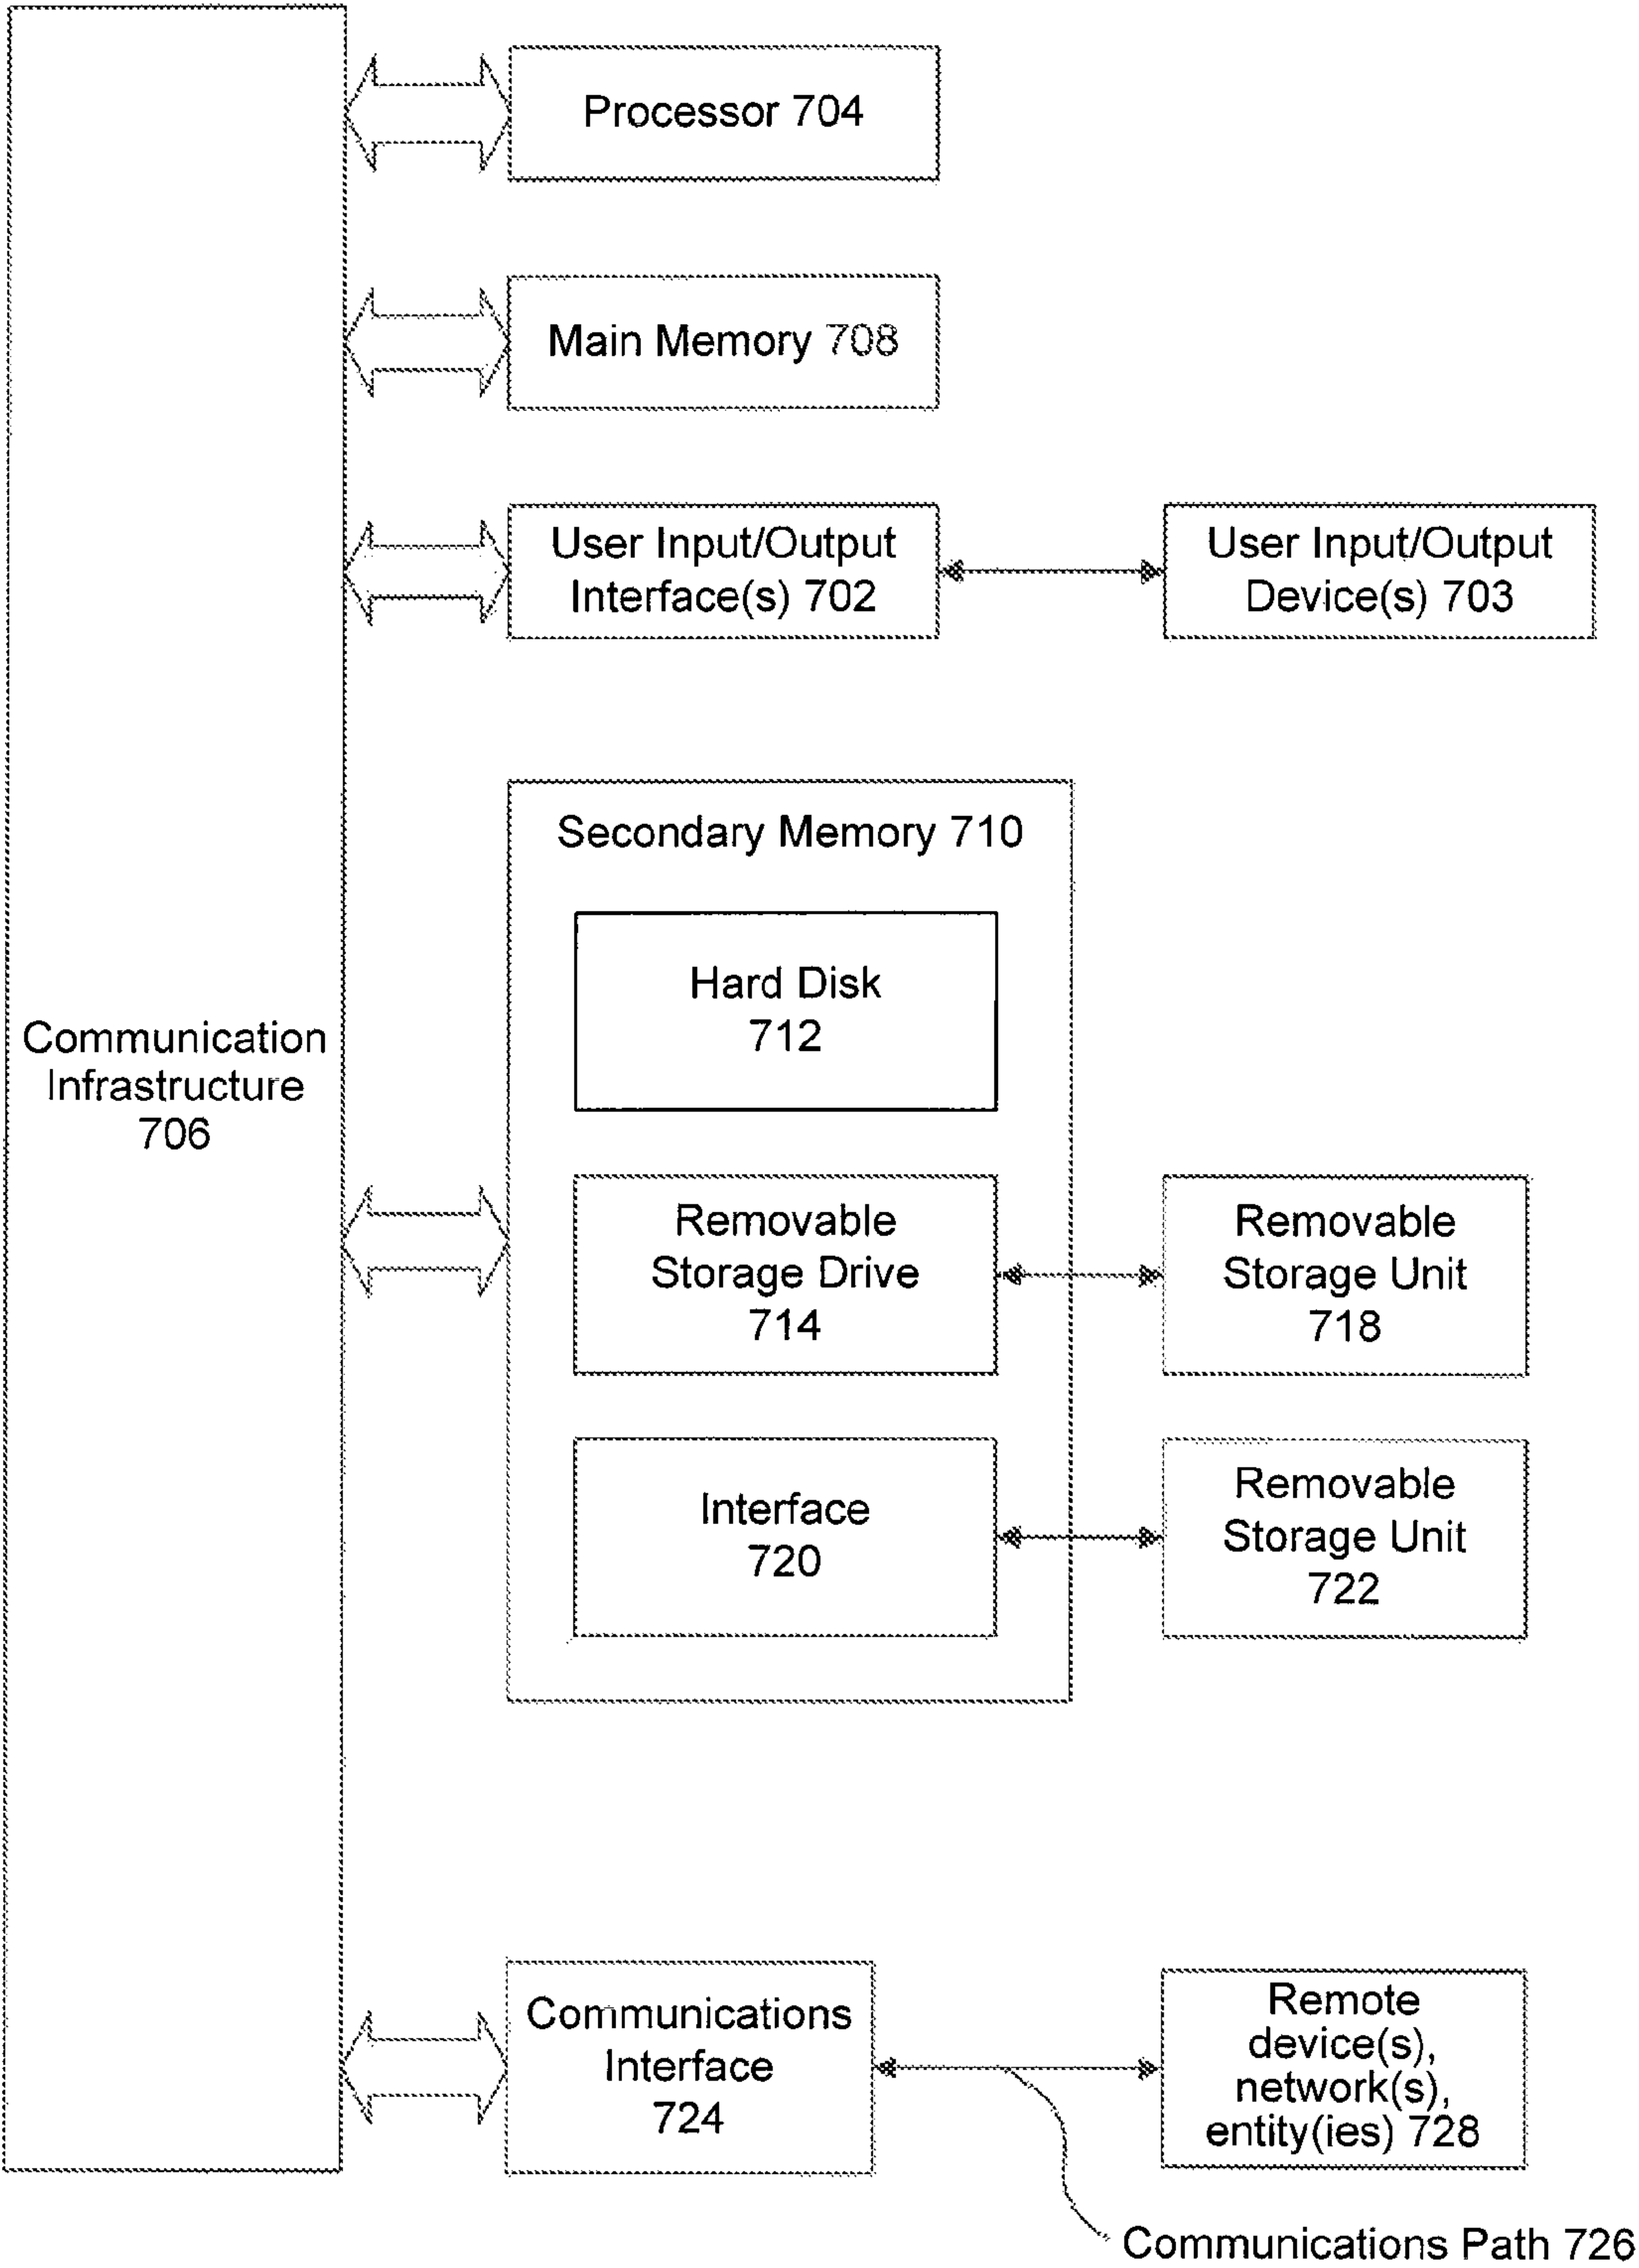 Processor 704
Main Memory 708
User Input/Output
Interface(s) 702
User Input/Output
Device(s) 703
Secondary Memory 710
Hard Disk
712
Communication
Infrastructure
706
Removable
Storage Drive
714
Removable
Storage Unit
718
Interface
720
Removable
Storage Unit
722
Communications
Interface
724
Remote
device(s),
network(s),
entity(ies) 728
Communications Path 726